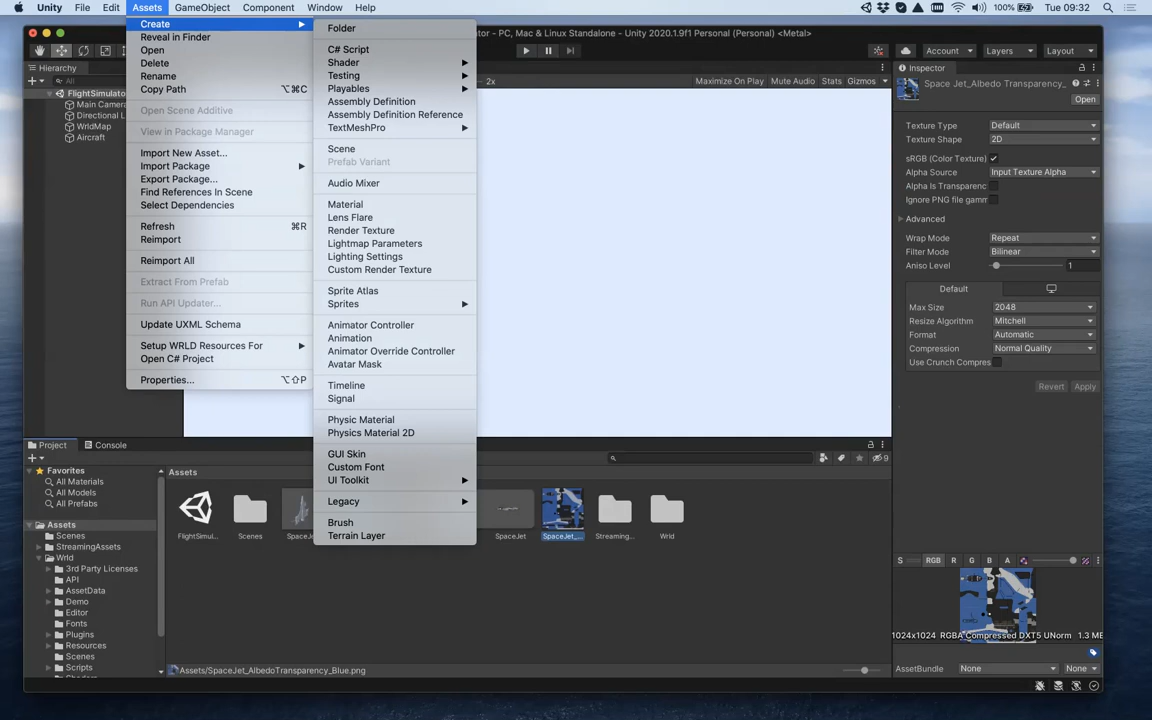 Unity File Edit Assets GameObject Component Window Help 100% Tue 09:32
ator - PC, Mac & Linux Standalone - Unity 2020.1.9f1 Personal (Personal) <Metal>
Account Layers Layout
Create
Reveal in Finder
Open
Delete
Rename
Copy Path ⌥⌘C
Open Scene Additive
View in Package Manager
Import New Asset...
Import Package
Export Package...
Find References In Scene
Select Dependencies
Refresh ⌘R
Reimport
Reimport All
Extract From Prefab
Run API Updater...
Update UXML Schema
Setup WRLD Resources For
Open C# Project
Properties... ⌥⇧P
Folder
C# Script
Shader
Testing
Playables
Assembly Definition
Assembly Definition Reference
TextMeshPro
Scene
Prefab Variant
Audio Mixer
Material
Lens Flare
Render Texture
Lightmap Parameters
Lighting Settings
Custom Render Texture
Sprite Atlas
Sprites
Animator Controller
Animation
Animator Override Controller
Avatar Mask
Timeline
Signal
Physic Material
Physics Material 2D
GUI Skin
Custom Font
UI Toolkit
Legacy
Brush
Terrain Layer
Hierarchy
All
FlightSimulato
Main Camera
Directional L
WrldMap
Aircraft
2x Maximize On Play Mute Audio Stats Gizmos
Inspector
Space Jet_Albedo Transparency_
Open
Texture Type Default
Texture Shape 2D
sRGB (Color Texture)
Alpha Source Input Texture Alpha
Alpha Is Transparenc
Ignore PNG file gamm
Advanced
Wrap Mode Repeat
Filter Mode Bilinear
Aniso Level 1
Default
Max Size 2048
Resize Algorithm Mitchell
Format Automatic
Compression Normal Quality
Use Crunch Compres
Revert Apply
Project Console
9
Favorites
All Materials
All Models
All Prefabs
Assets
Scenes
StreamingAssets
Wrld
3rd Party Licenses
API
AssetData
Demo
Editor
Fonts
Plugins
Resources
Scenes
Scripts
Assets
FlightSimul... Scenes SpaceJe SpaceJet SpaceJet_... Streaming... Wrld
Assets/SpaceJet_AlbedoTransparency_Blue.png
S RGB R G B A
1024x1024 RGBA Compressed DXT5 UNorm 1.3 ME
AssetBundle None None